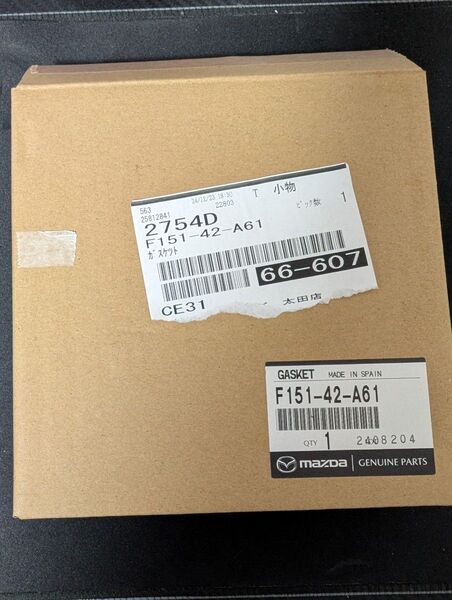 563 24/11/23 18:30 T 小物
25812841 22803 ピック数 1
2754D
F151-42-A61
ガスケツト
66-607
CE31 太田店
GASKET MADE IN SPAIN
F151-42-A61
QTY 1 2408204
mazda GENUINE PARTS